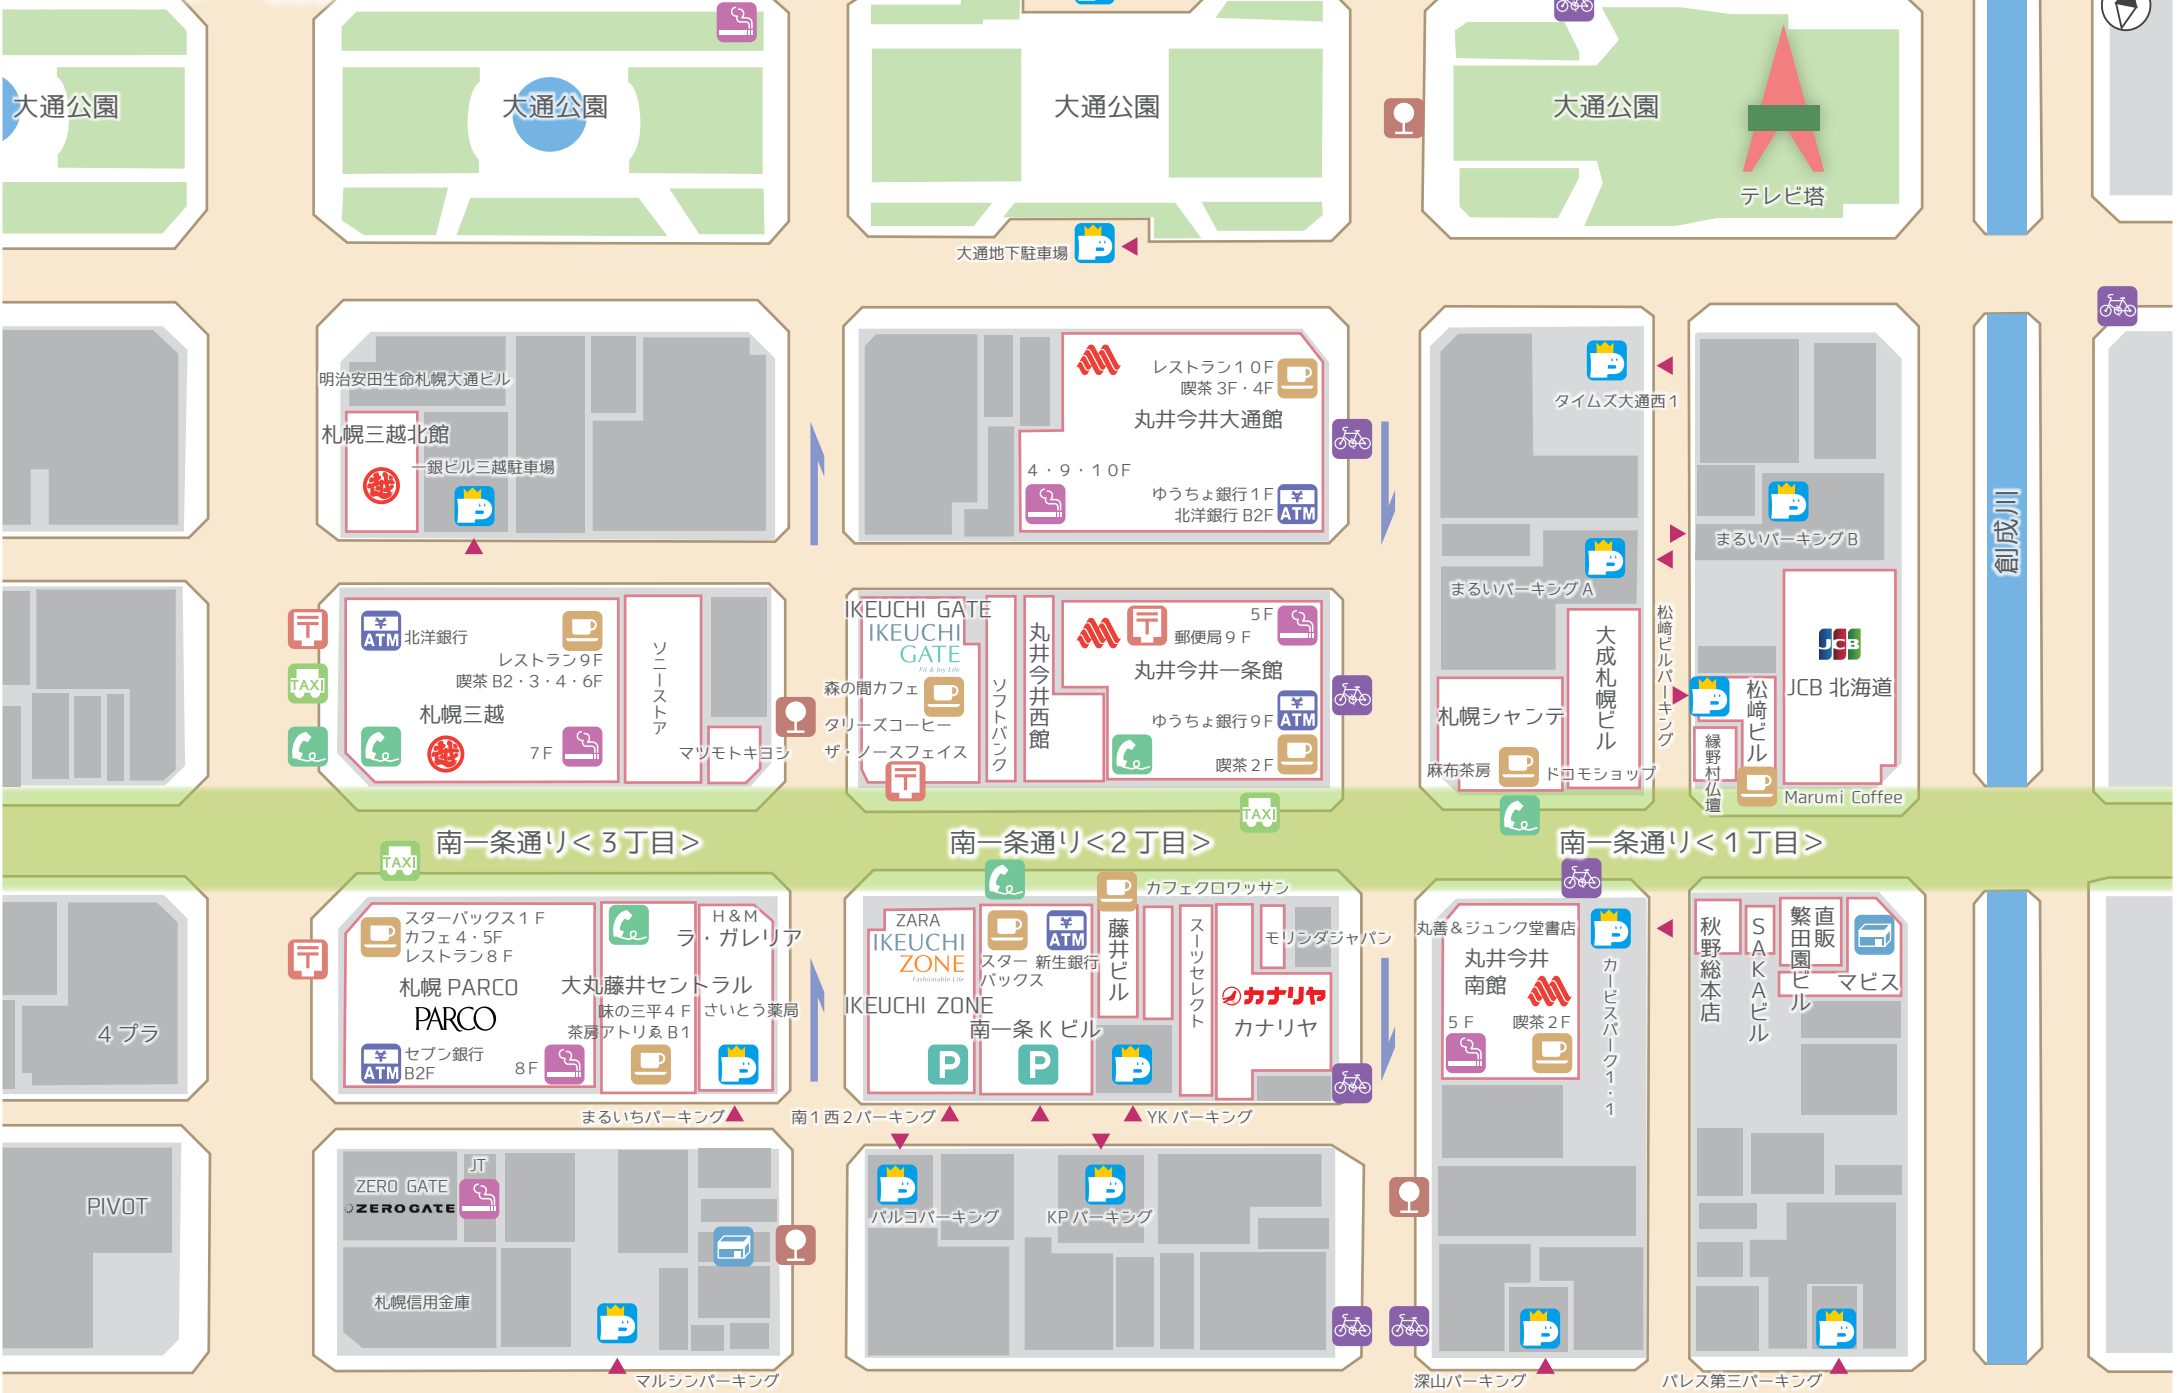 大通公園
大通公園
大通公園
大通公園
テレビ塔
大通地下駐車場
明治安田生命札幌大通ビル
札幌三越北館
越
一銀ビル三越駐車場
レストラン10F
喫茶 3F・4F
丸井今井大通館
4・9・10F
ゆうちょ銀行 1F
北洋銀行 B2F
¥
ATM
タイムズ大通西1
まるいパーキングA
まるいパーキングB
創成川
TAXI
¥
ATM
北洋銀行
レストラン9F
喫茶 B2・3・4・6F
札幌三越
越
7F
ソニーストア
マツモトキヨシ
IKEUCHI GATE
IKEUCHI
GATE
Fit & Joy Life
森の間カフェ
タリーズコーヒー
ザ・ノースフェイス
ソフトバンク
丸井今井西館
郵便局9F
5F
丸井今井一条館
ゆうちょ銀行9F
¥
ATM
喫茶2F
TAXI
札幌シャンテ
麻布茶房
ドコモショップ
大成札幌ビル
松﨑ビルパーキング
松﨑ビル
縁野村仏壇
JCB
JCB 北海道
Marumi Coffee
南一条通り<3丁目>
南一条通り<2丁目>
南一条通り<1丁目>
TAXI
4プラ
スターバックス1F
カフェ4・5F
レストラン8F
札幌 PARCO
PARCO
¥
ATM
セブン銀行
B2F
8F
大丸藤井セントラル
味の三平4F
茶房アトリゑ B1
H&M
ラ・ガレリア
さいとう薬局
まるいちパーキング
ZARA
IKEUCHI
ZONE
Fashionable Life
IKEUCHI ZONE
P
スター
バックス
¥
ATM
新生銀行
南一条Kビル
P
カフェクロワッサン
藤井ビル
スーツセレクト
モリンダジャパン
カナリヤ
カナリヤ
南1西2パーキング
YKパーキング
丸善&ジュンク堂書店
丸井今井
南館
5F
喫茶2F
カービスパーク1・1
秋野総本店
SAKAビル
繁田園ビル
直販
マビス
PIVOT
ZERO GATE
ZEROGATE
JT
札幌信用金庫
マルシンパーキング
パルコパーキング
KPパーキング
深山パーキング
パレス第三パーキング